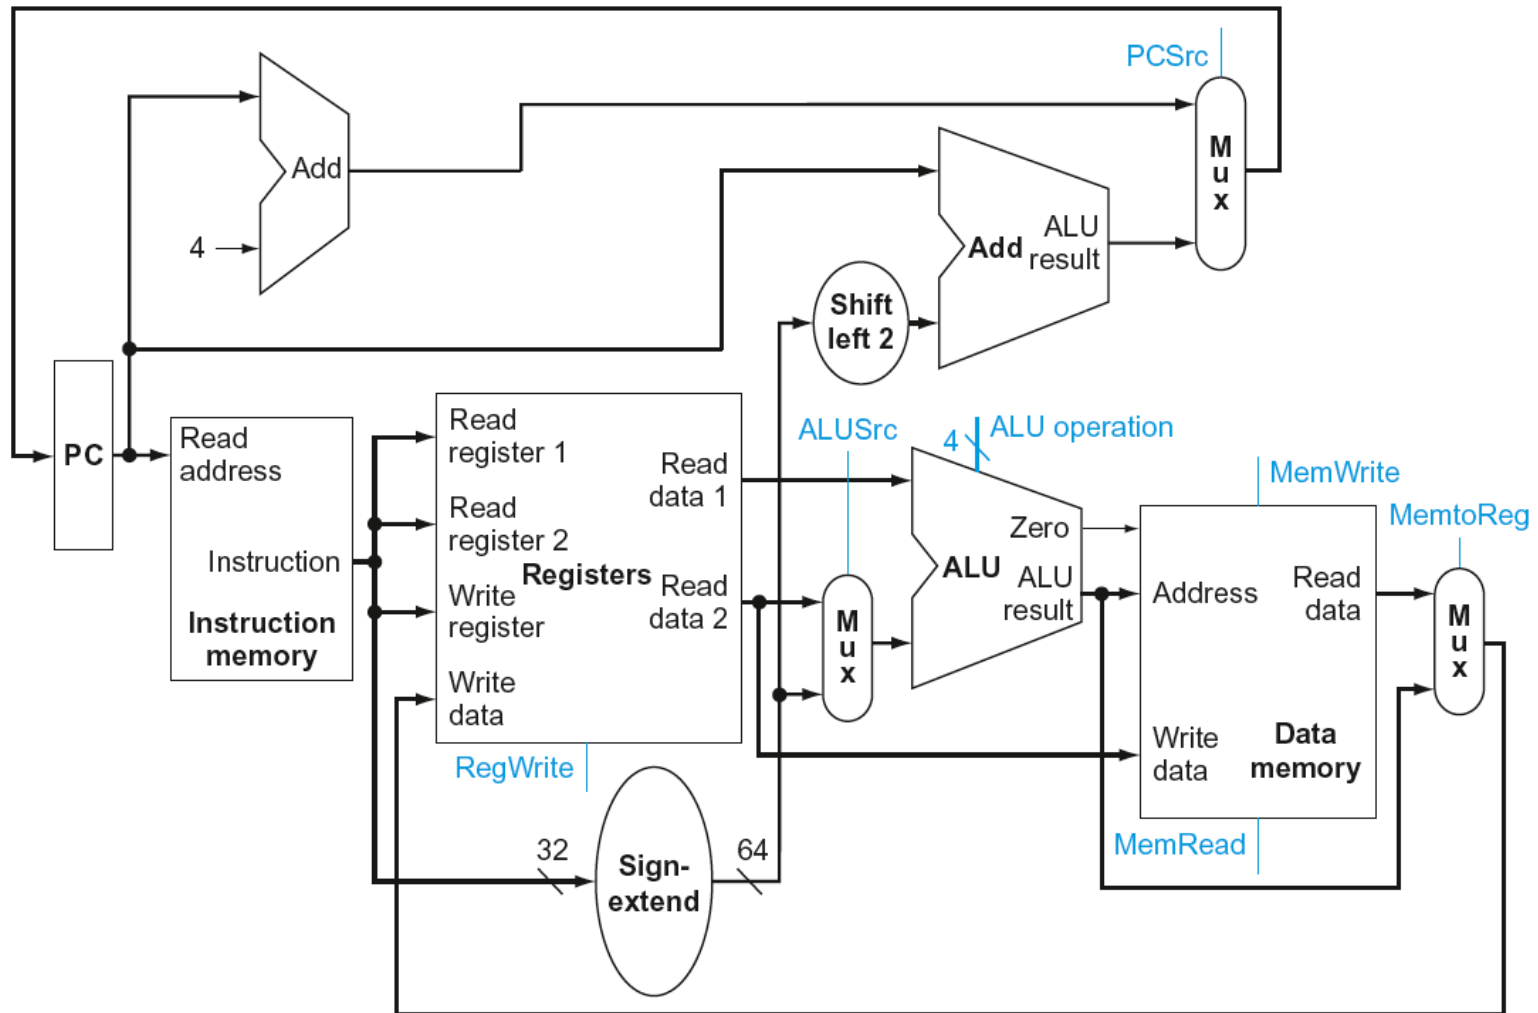 PCSrc
M
u
x
Add
4
Add
ALU
result
Shift
left 2
PC
Read
address
Instruction
Instruction
memory
Read
register 1
Read
register 2
Write
register
Write
data
Registers
Read
data 1
Read
data 2
RegWrite
ALUSrc
M
u
x
4
ALU operation
Zero
ALU
ALU
result
MemWrite
Address
Read
data
Write
data
Data
memory
MemRead
MemtoReg
M
u
x
32
Sign-
extend
64